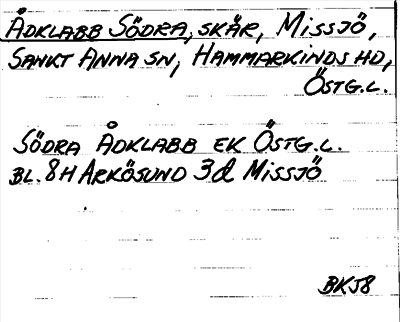 ÅDKLABB SÖDRA, SKÄR, MISSJÖ,
SANKT ANNA SN, HAMMARKINDS HD,
ÖSTG.L.
SÖDRA ÅDKLABB EK ÖSTG.L.
BL. 8H ARKÖSUND 3d MISSJÖ
BKJ8